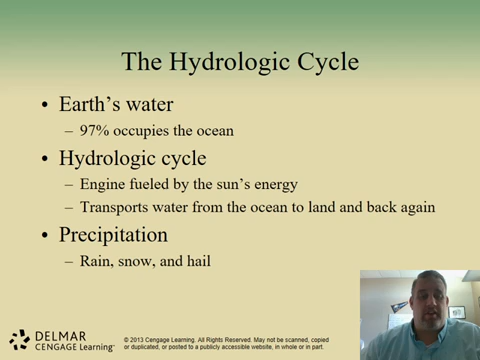 The Hydrologic Cycle
• Earth's water
– 97% occupies the ocean
• Hydrologic cycle
– Engine fueled by the sun's energy
– Transports water from the ocean to land and back again
• Precipitation
– Rain, snow, and hail
DELMAR
CENGAGE Learning™
© 2013 Cengage Learning. All Rights Reserved. May not be scanned, copied
or duplicated, or posted to a publicly accessible website, in whole or in part.